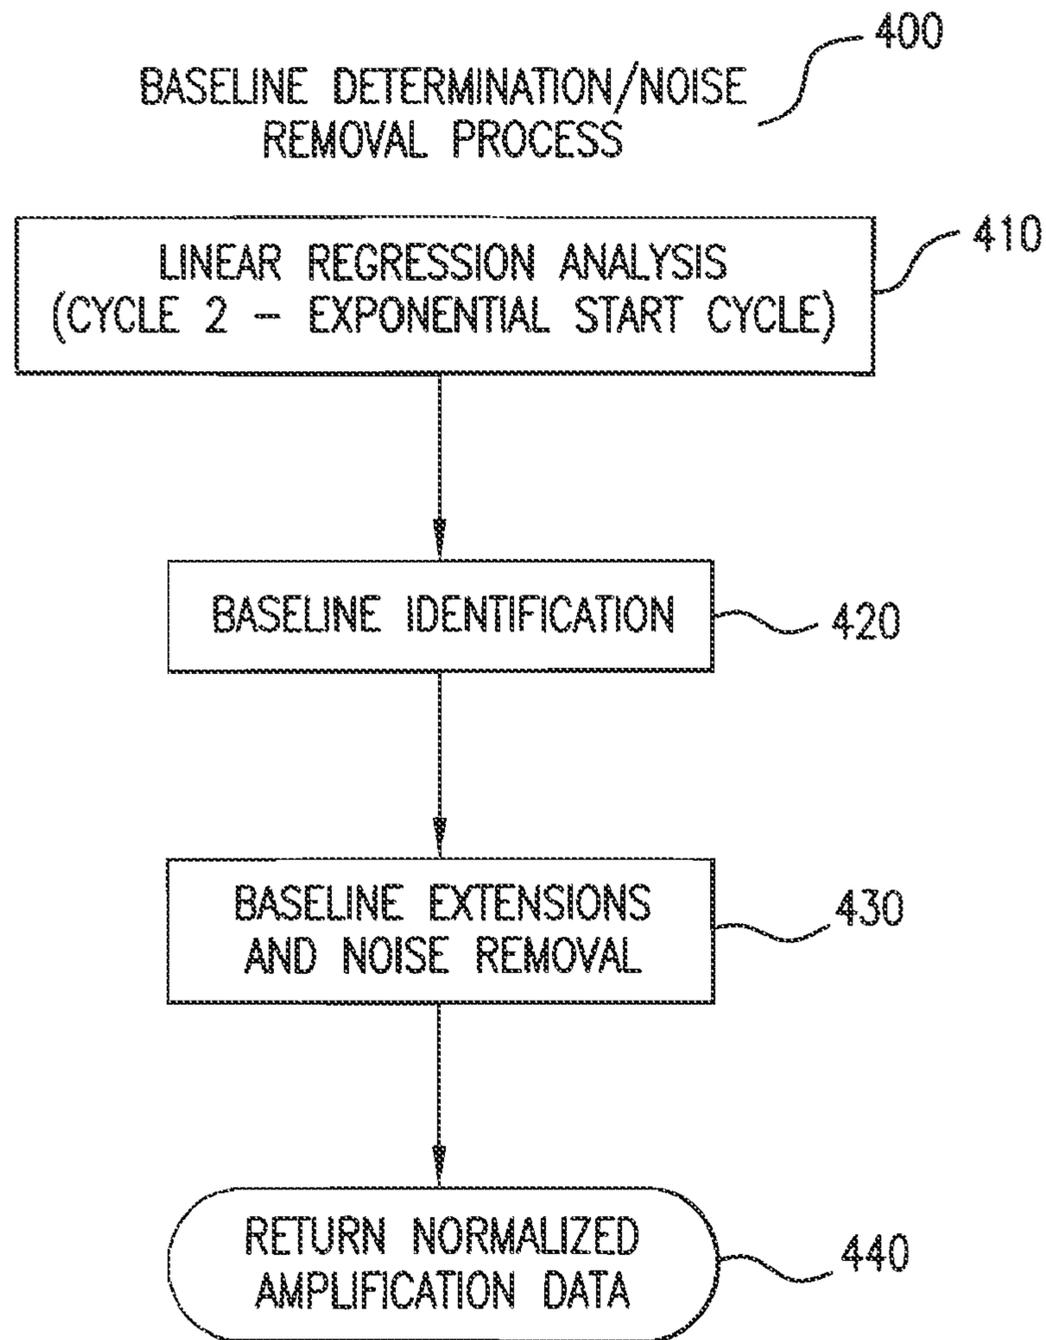 400
BASELINE DETERMINATION/NOISE
REMOVAL PROCESS
LINEAR REGRESSION ANALYSIS
(CYCLE 2 – EXPONENTIAL START CYCLE)
410
BASELINE IDENTIFICATION
420
BASELINE EXTENSIONS
AND NOISE REMOVAL
430
RETURN NORMALIZED
AMPLIFICATION DATA
440